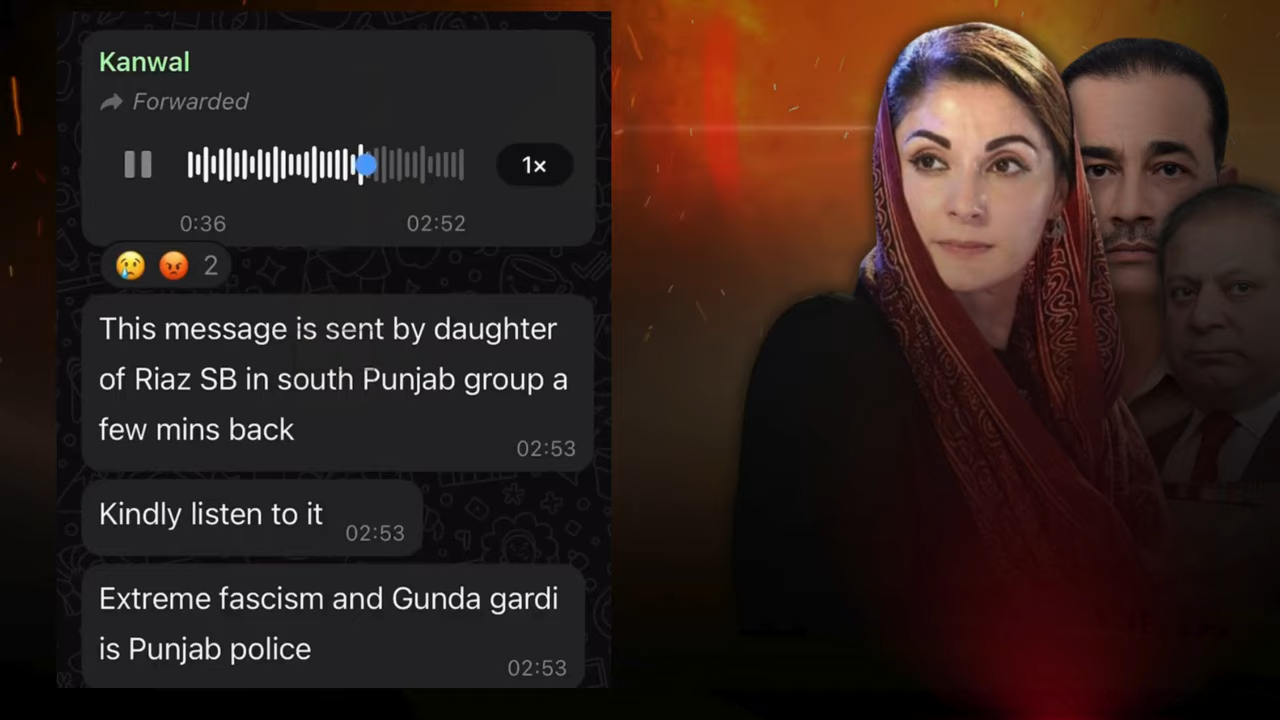 Kanwal
Forwarded
1×
0:36
02:52
2
This message is sent by daughter
of Riaz SB in south Punjab group a
few mins back
02:53
Kindly listen to it
02:53
Extreme fascism and Gunda gardi
is Punjab police
02:53